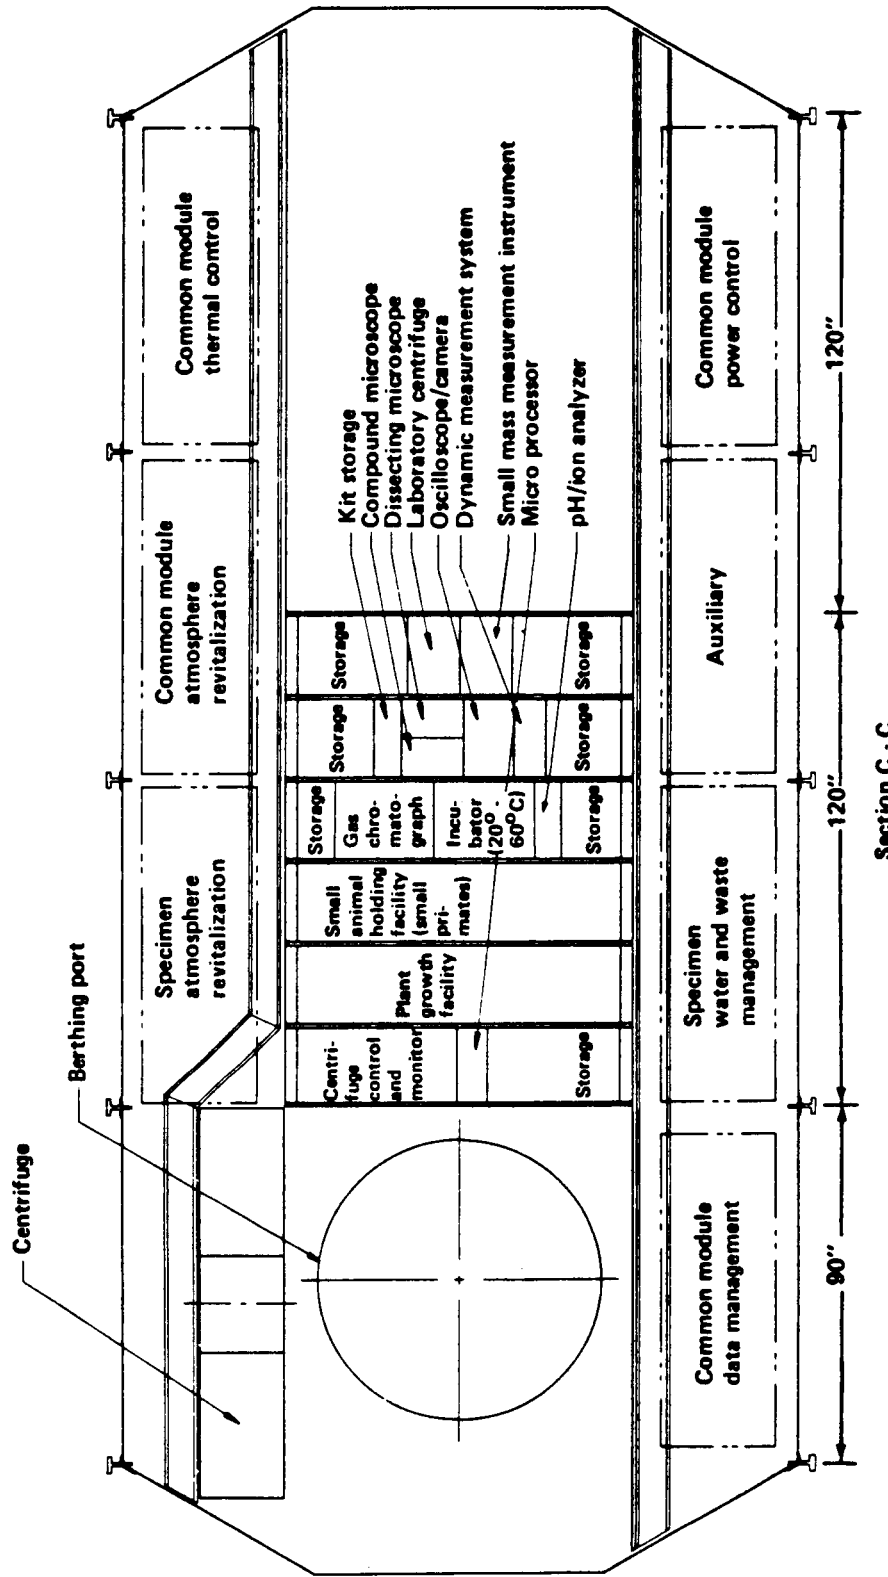 Centrifuge
Berthing port
Specimen
atmosphere
revitalization
Common module
atmosphere
revitalization
Common module
thermal control
Centri-
fuge
control
and
monitor
Storage
Plant
growth
facility
Small
animal
holding
facility
(small
pri-
mates)
Storage
Gas
chro-
mato-
graph
Incu-
bator
(20° -
60°C)
Storage
Storage
Storage
Storage
Storage
Kit storage
Compound microscope
Dissecting microscope
Laboratory centrifuge
Oscilloscope/camera
Dynamic measurement system
Small mass measurement instrument
Micro processor
pH/ion analyzer
Common module
data management
Specimen
water and waste
management
Auxiliary
Common module
power control
90"
120"
120"
Section C - C